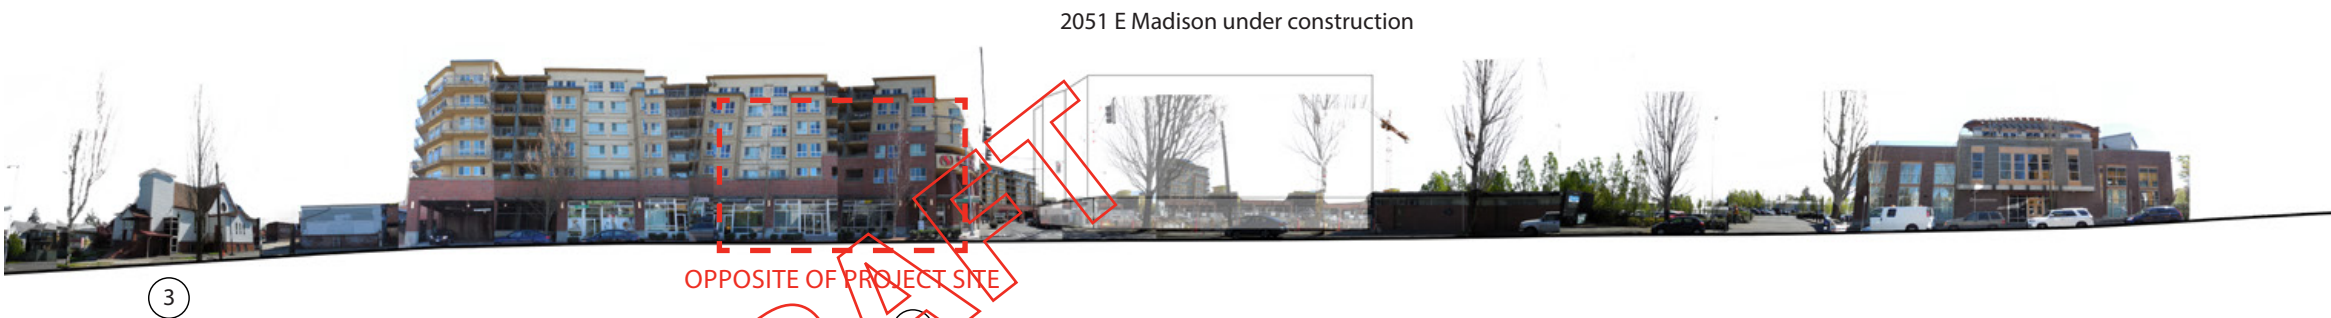 2051 E Madison under construction
OPPOSITE OF PROJECT SITE
3